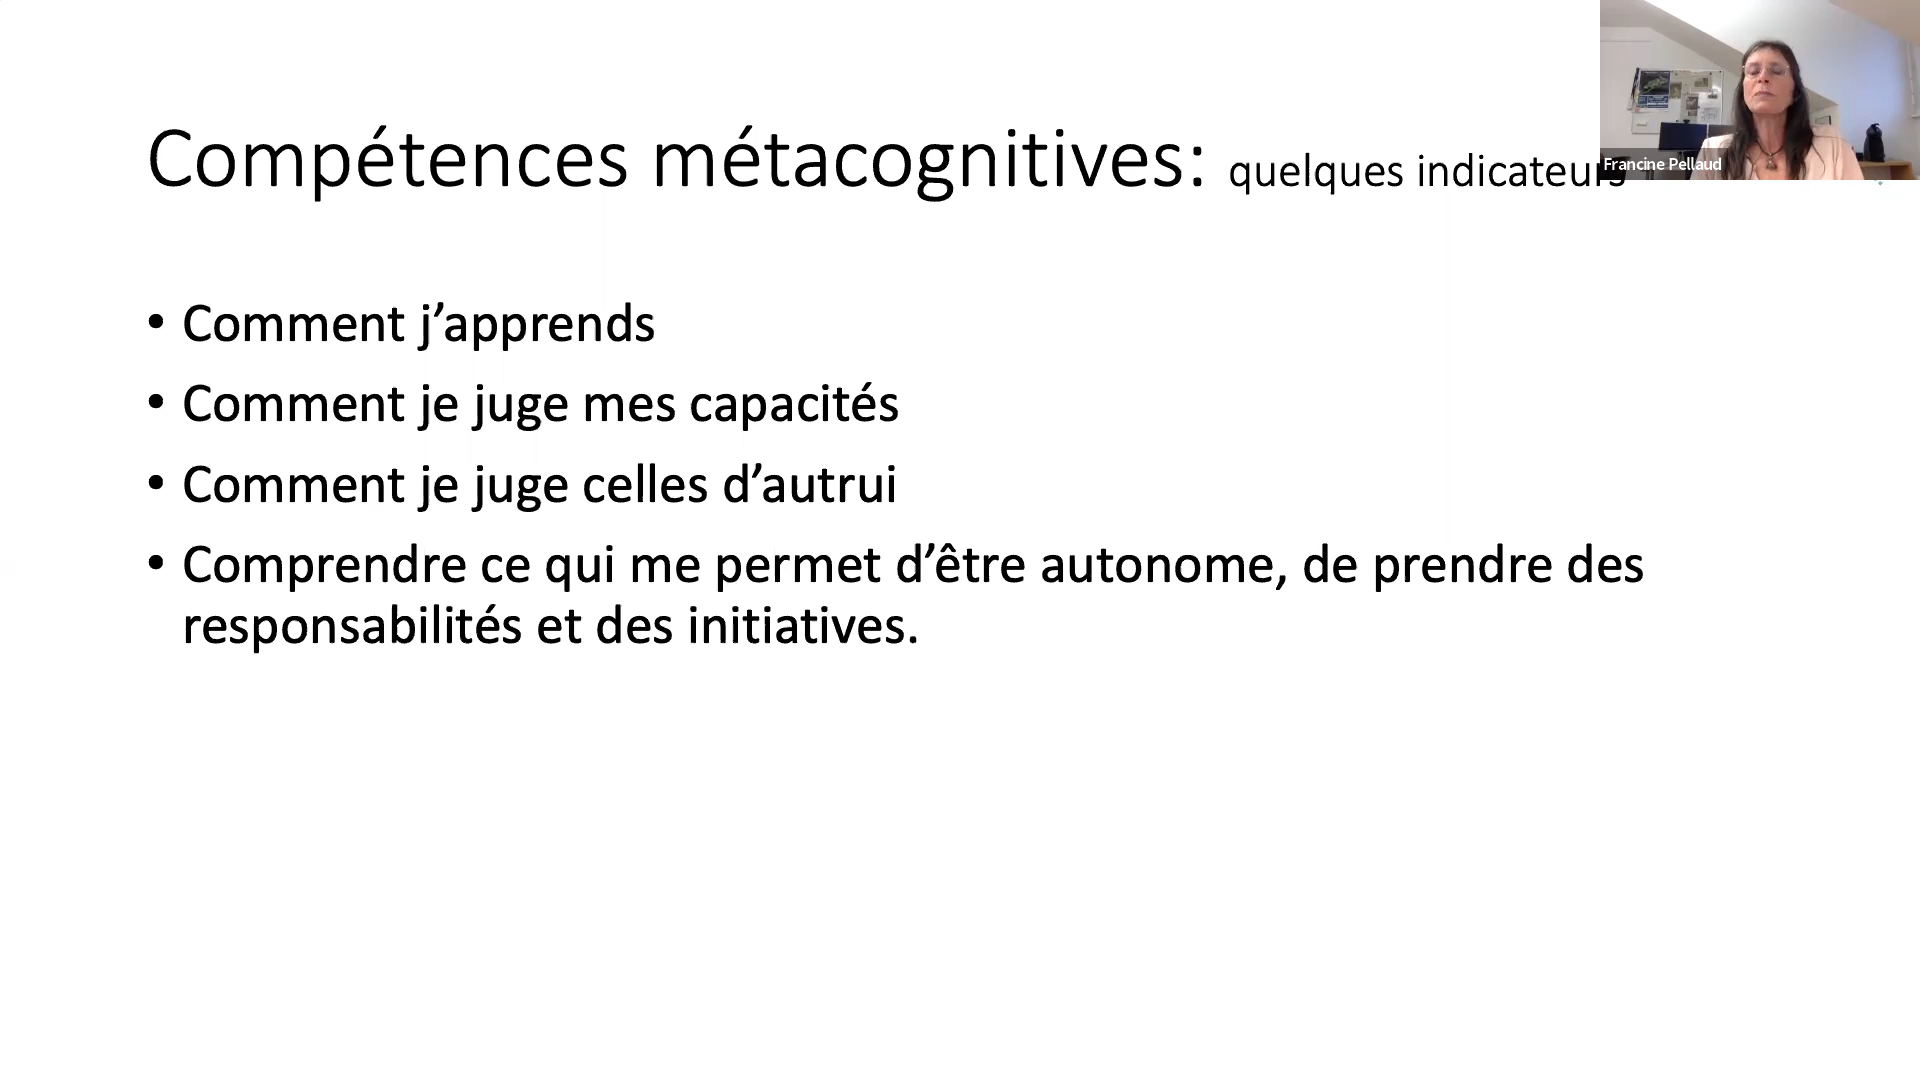 Compétences métacognitives: quelques indicateurs
Francine Pellaud
• Comment j’apprends
• Comment je juge mes capacités
• Comment je juge celles d’autrui
• Comprendre ce qui me permet d’être autonome, de prendre des
responsabilités et des initiatives.